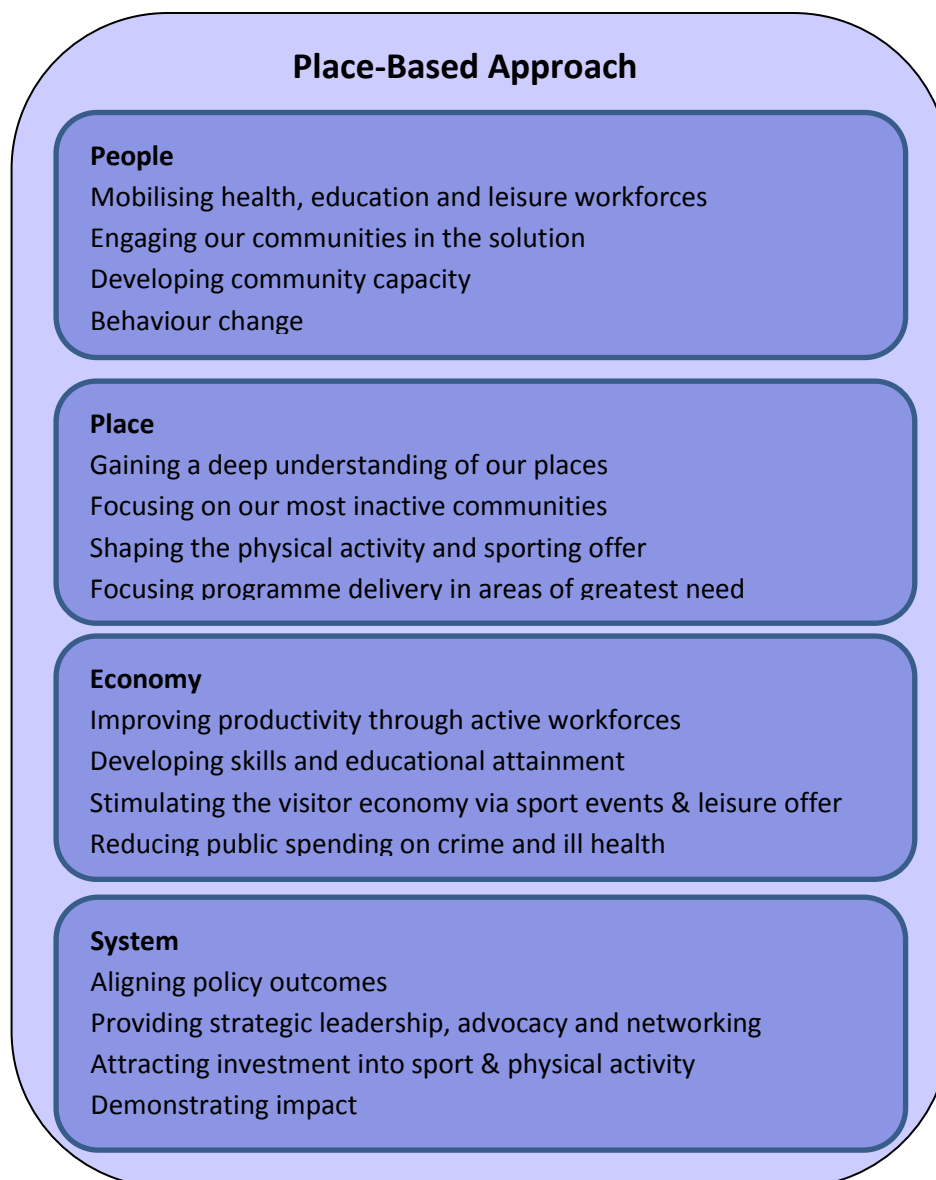 Place-Based Approach
People
Mobilising health, education and leisure workforces
Engaging our communities in the solution
Developing community capacity
Behaviour change
Place
Gaining a deep understanding of our places
Focusing on our most inactive communities
Shaping the physical activity and sporting offer
Focusing programme delivery in areas of greatest need
Economy
Improving productivity through active workforces
Developing skills and educational attainment
Stimulating the visitor economy via sport events & leisure offer
Reducing public spending on crime and ill health
System
Aligning policy outcomes
Providing strategic leadership, advocacy and networking
Attracting investment into sport & physical activity
Demonstrating impact